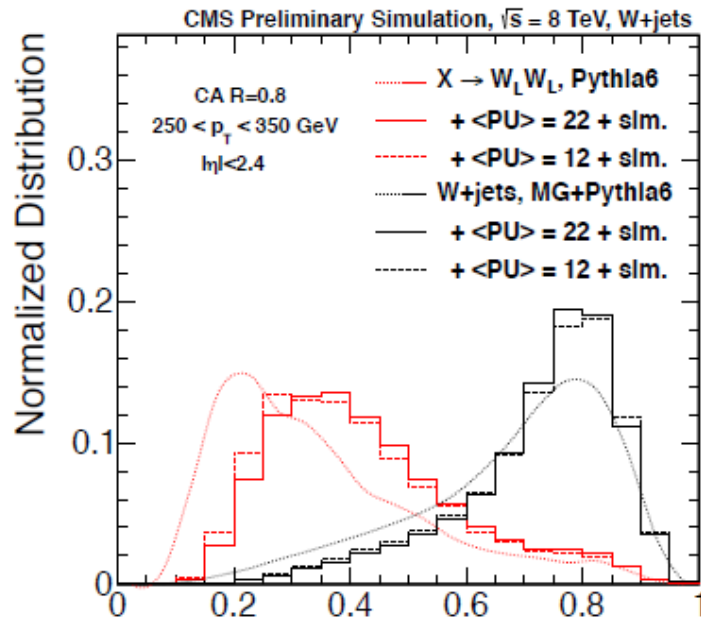 CMS Preliminary Simulation, √s = 8 TeV, W+jets
CA R=0.8
250 < p_T < 350 GeV
|η|<2.4
X → W_L W_L, Pythia6
+ <PU> = 22 + sim.
+ <PU> = 12 + sim.
W+jets, MG+Pythia6
+ <PU> = 22 + sim.
+ <PU> = 12 + sim.
Normalized Distribution
0.3
0.2
0.1
0
0 0.2 0.4 0.6 0.8 1